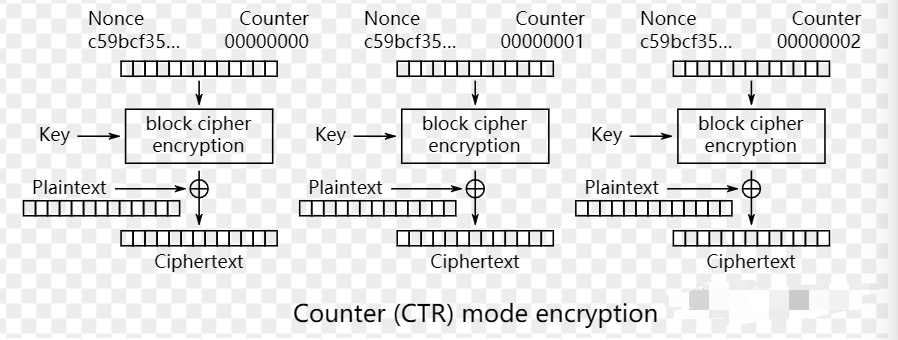 Nonce Counter Nonce Counter Nonce Counter
c59bcf35... 00000000 c59bcf35... 00000001 c59bcf35... 00000002
block cipher block cipher block cipher
Key encryption Key encryption Key encryption
Plaintext Plaintext Plaintext
Ciphertext Ciphertext Ciphertext
Counter (CTR) mode encryption